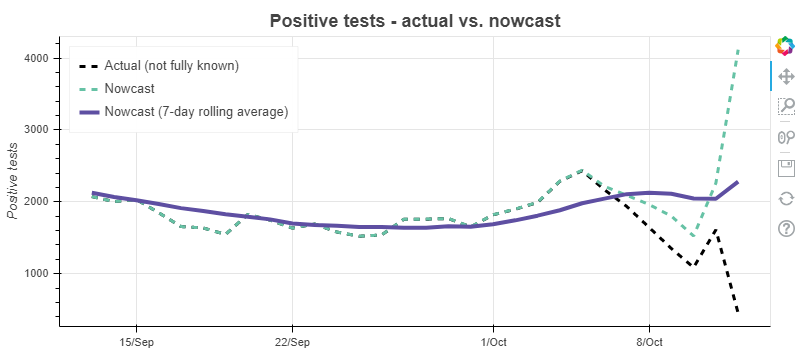 Positive tests - actual vs. nowcast
Actual (not fully known)
Nowcast
Nowcast (7-day rolling average)
Positive tests
4000
3000
2000
1000
15/Sep
22/Sep
1/Oct
8/Oct